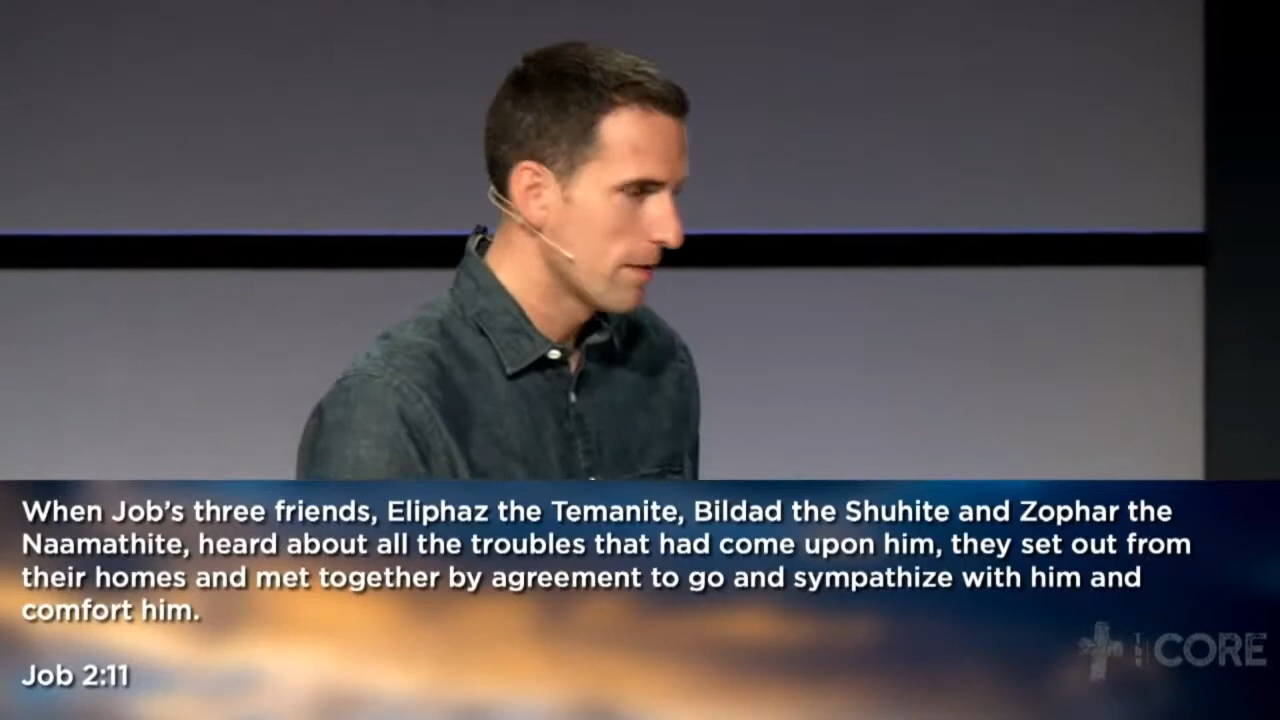 When Job’s three friends, Eliphaz the Temanite, Bildad the Shuhite and Zophar the
Naamathite, heard about all the troubles that had come upon him, they set out from
their homes and met together by agreement to go and sympathize with him and
comfort him.
Job 2:11
THE CORE